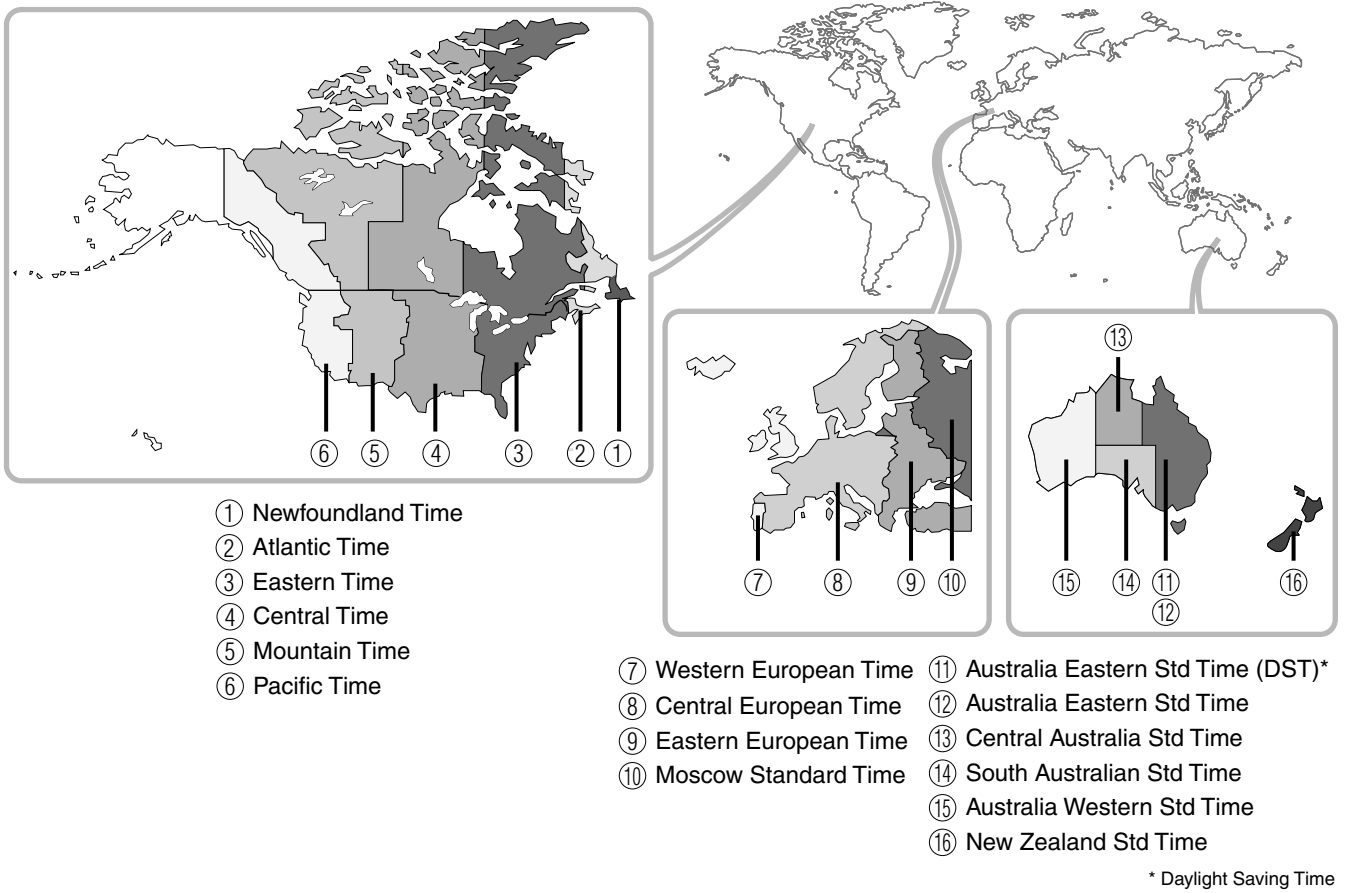 ⑬
⑥ ⑤ ④ ③ ② ①
⑦ ⑧ ⑨ ⑩
⑮ ⑭ ⑪ ⑯
⑫
① Newfoundland Time
② Atlantic Time
③ Eastern Time
④ Central Time
⑤ Mountain Time
⑥ Pacific Time
⑦ Western European Time
⑧ Central European Time
⑨ Eastern European Time
⑩ Moscow Standard Time
⑪ Australia Eastern Std Time (DST)*
⑫ Australia Eastern Std Time
⑬ Central Australia Std Time
⑭ South Australian Std Time
⑮ Australia Western Std Time
⑯ New Zealand Std Time
* Daylight Saving Time